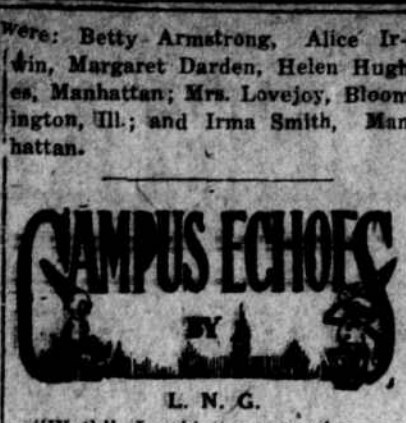 were: Betty Armstrong, Alice Ir-
win, Margaret Darden, Helen Hugh
es, Manhattan; Mrs. Lovejoy, Bloom
ington, Ill.; and Irma Smith, Man
hattan.
CAMPUS ECHOES
BY
L. N. G.